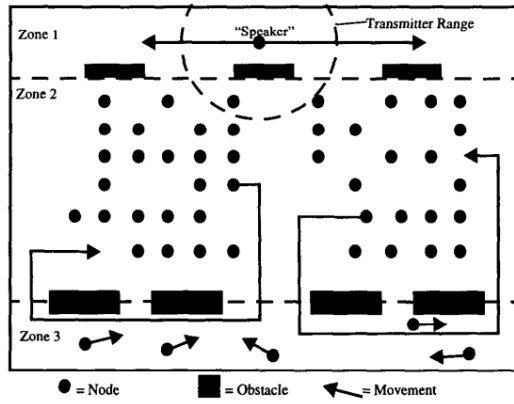 Zone 1
"Speaker"
Transmitter Range
Zone 2
Zone 3
= Node
= Obstacle
= Movement